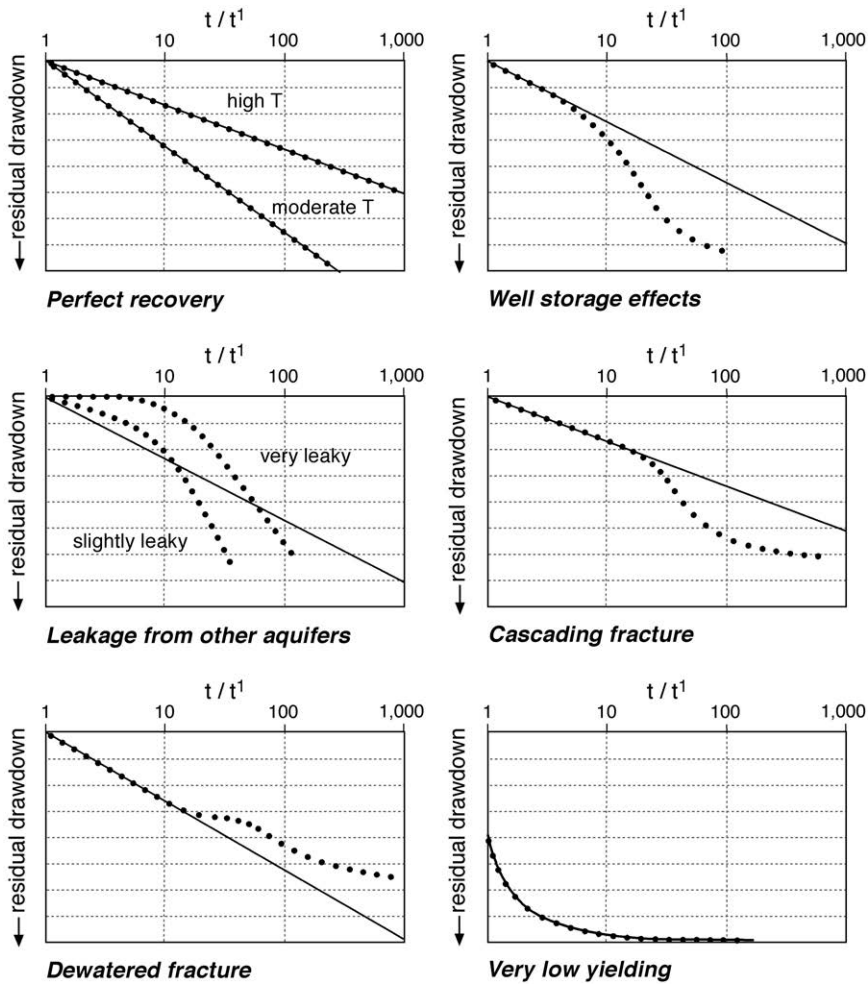 t / t¹
1 10 100 1,000
residual drawdown
high T
moderate T
Perfect recovery
t / t¹
1 10 100 1,000
residual drawdown
Well storage effects
t / t¹
1 10 100 1,000
residual drawdown
very leaky
slightly leaky
Leakage from other aquifers
t / t¹
1 10 100 1,000
residual drawdown
Cascading fracture
t / t¹
1 10 100 1,000
residual drawdown
Dewatered fracture
t / t¹
1 10 100 1,000
residual drawdown
Very low yielding